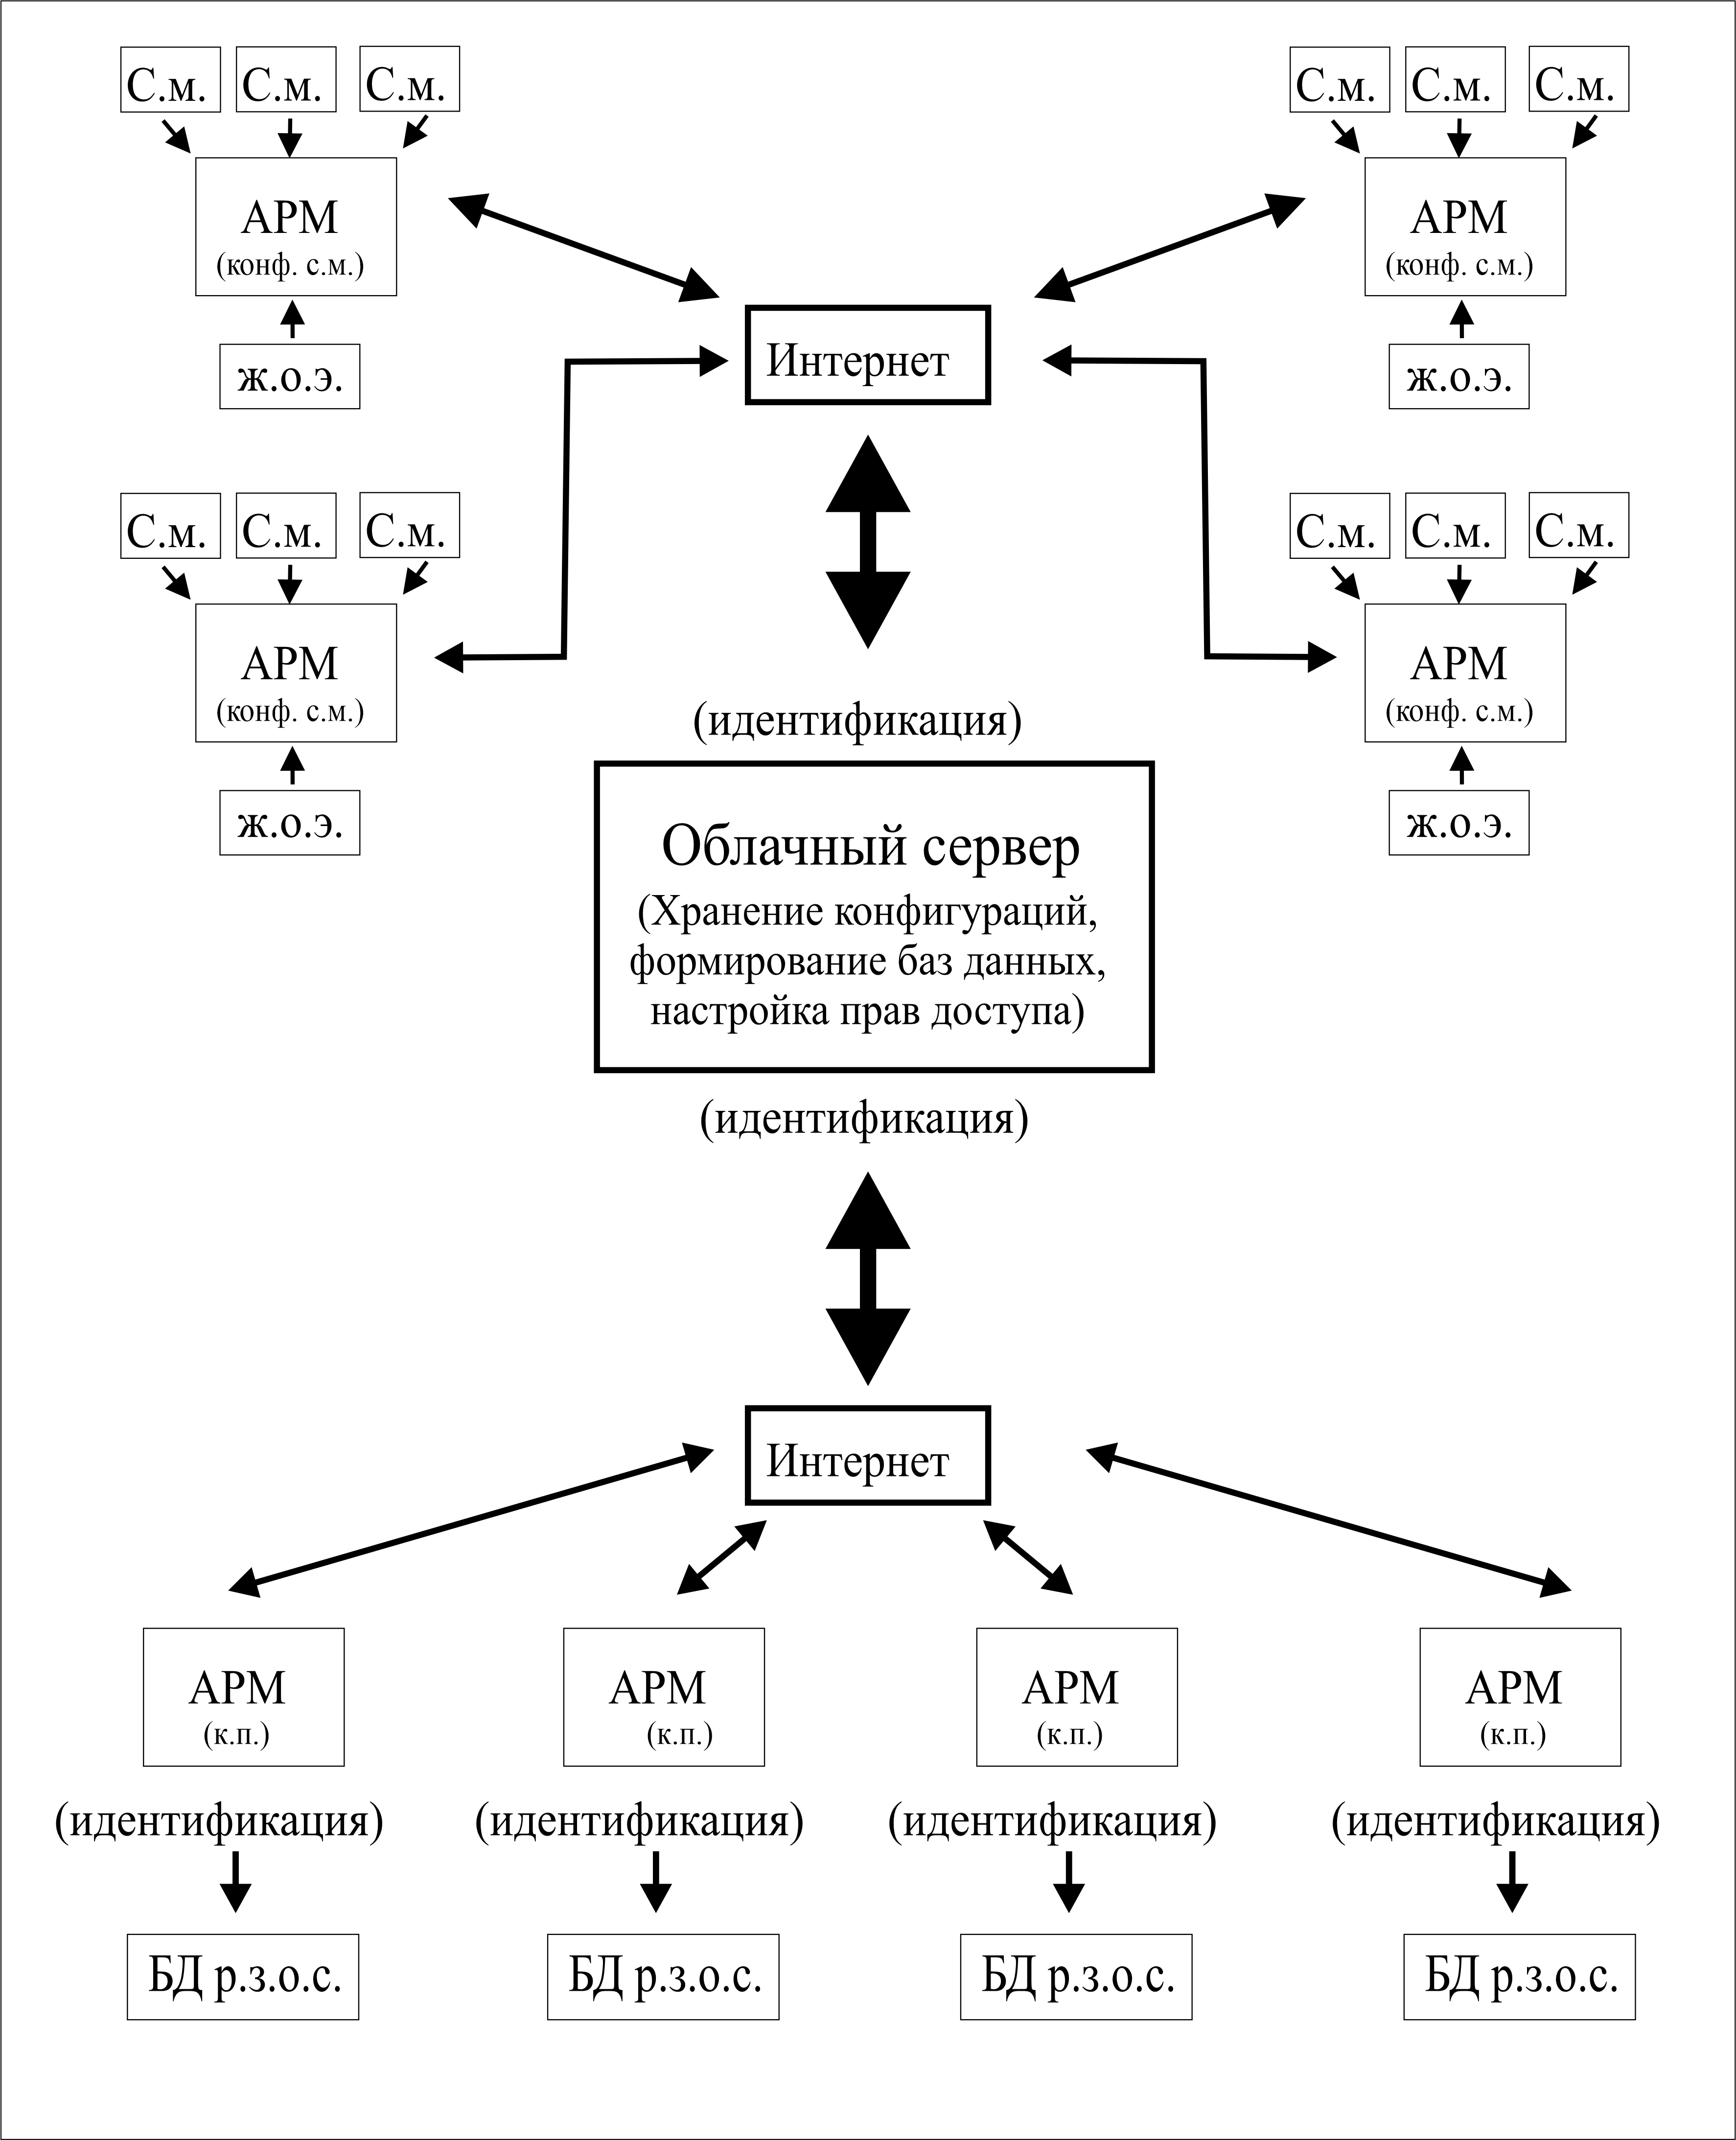 С.м. С.м. С.м.
АРМ
(конф. с.м.)
ж.о.э.
С.м. С.м. С.м.
АРМ
(конф. с.м.)
ж.о.э.
Интернет
С.м. С.м. С.м.
АРМ
(конф. с.м.)
ж.о.э.
С.м. С.м. С.м.
АРМ
(конф. с.м.)
ж.о.э.
(идентификация)
Облачный сервер
(Хранение конфигураций,
формирование баз данных,
настройка прав доступа)
(идентификация)
Интернет
АРМ
(к.п.)
(идентификация)
БД р.з.о.с.
АРМ
(к.п.)
(идентификация)
БД р.з.о.с.
АРМ
(к.п.)
(идентификация)
БД р.з.о.с.
АРМ
(к.п.)
(идентификация)
БД р.з.о.с.